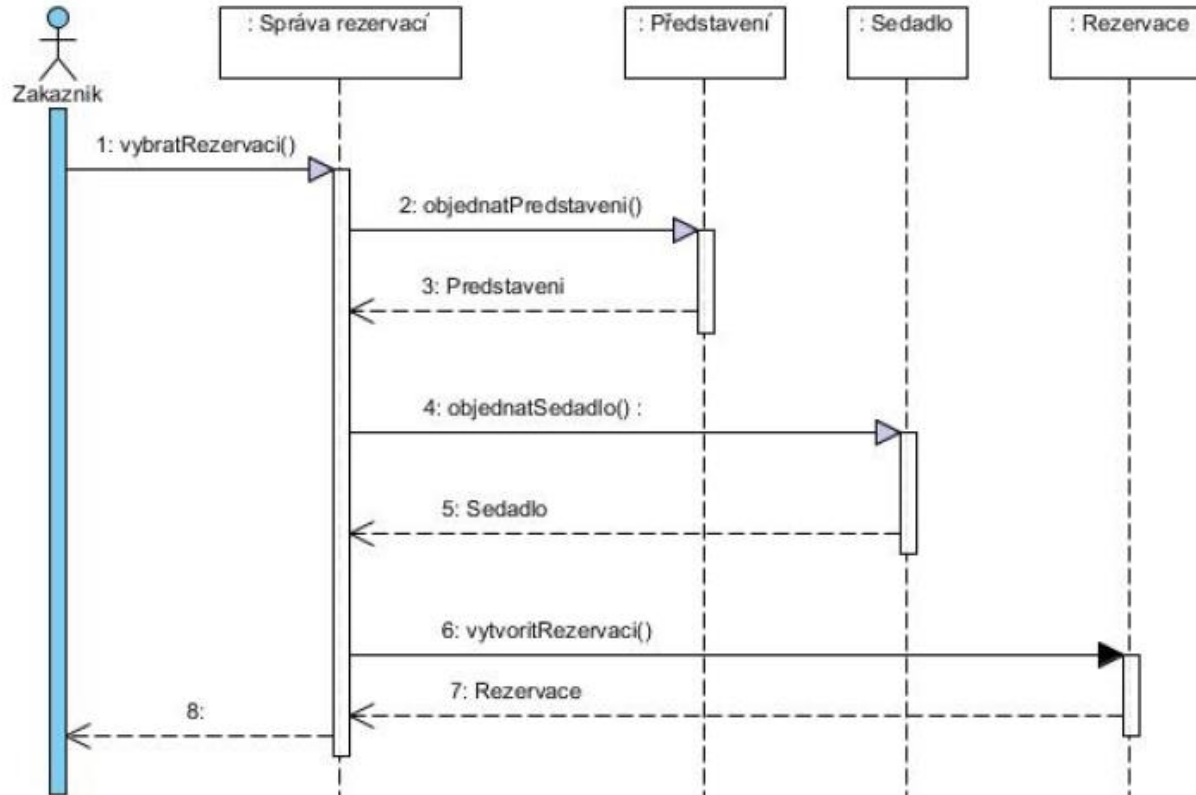 : Správa rezervací
: Představení
: Sedadlo
: Rezervace
Zakaznik
1: vybratRezervaci()
2: objednatPredstaveni()
3: Predstaveni
4: objednatSedadlo() :
5: Sedadlo
6: vytvoritRezervaci()
7: Rezervace
8: